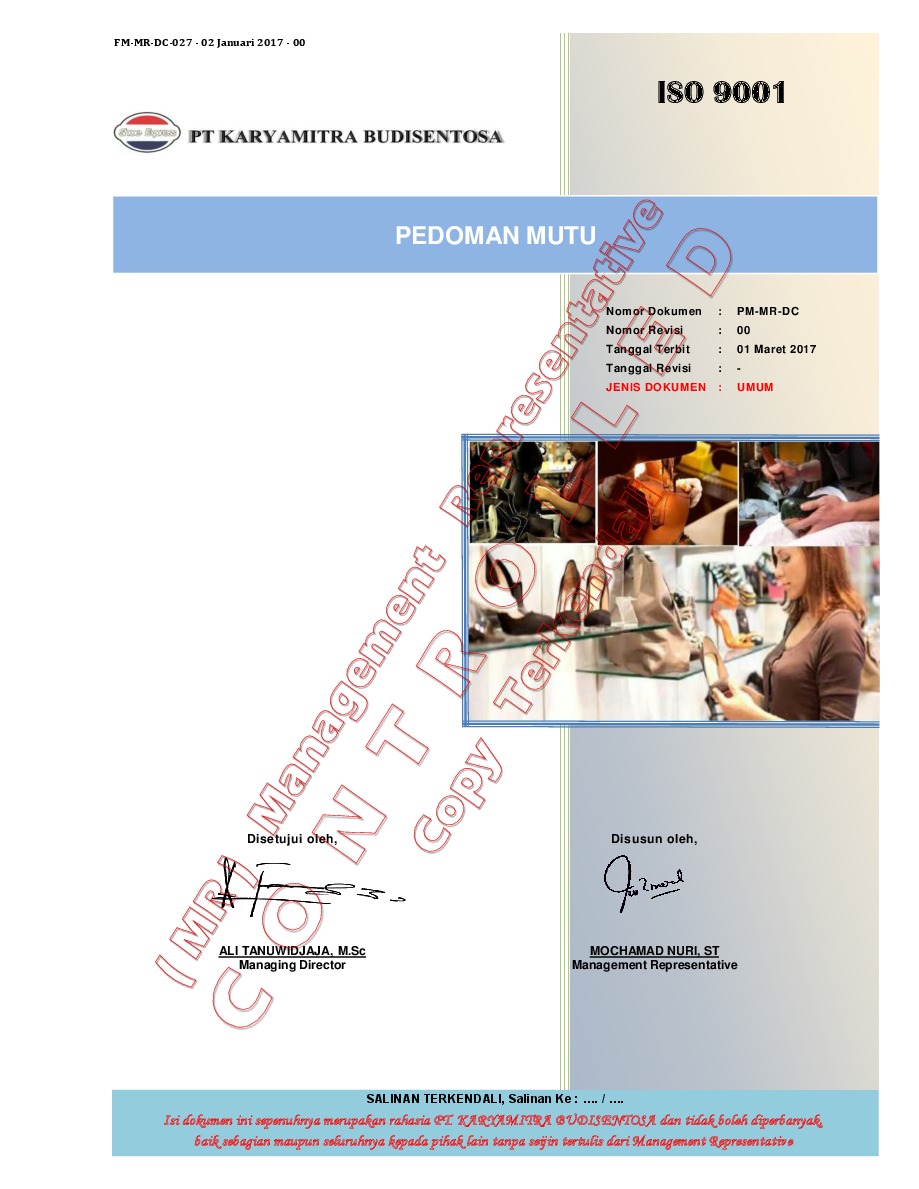 FM-MR-DC-027 - 02 Januari 2017 - 00
ISO 9001
Shoe Express
PT KARYAMITRA BUDISENTOSA
PEDOMAN MUTU
Nomor Dokumen : PM-MR-DC
Nomor Revisi : 00
Tanggal Terbit : 01 Maret 2017
Tanggal Revisi : -
JENIS DOKUMEN : UMUM
( MR) Management Representative
CONTROLLED
Copy Terkendali
Disetujui oleh,
Disusun oleh,
ALI TANUWIDJAJA, M.Sc
MOCHAMAD NURI, ST
Managing Director
Management Representative
SALINAN TERKENDALI, Salinan Ke : .... / ....
Isi dokumen ini sepenuhnya merupakan rahasia PT. KARYAMITRA BUDISENTOSA dan tidak boleh diperbanyak,
baik sebagian maupun seluruhnya kepada pihak lain tanpa seijin tertulis dari Management Representative